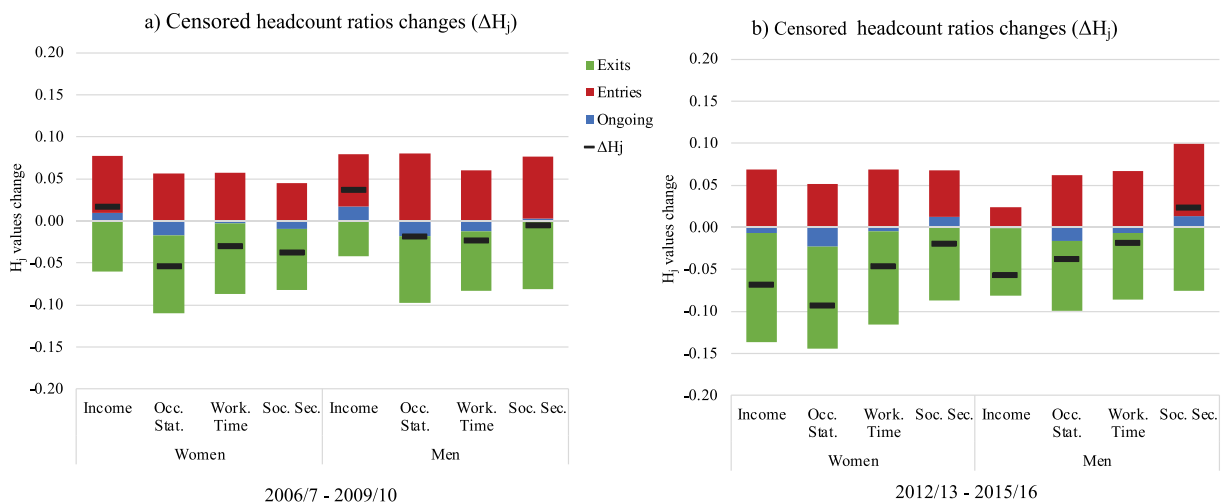 a) Censored headcount ratios changes (ΔHj)
0.20
0.15
0.10
0.05
0.00
-0.05
-0.10
-0.15
-0.20
Hj values change
Income
Occ. Stat.
Work. Time
Soc. Sec.
Income
Occ. Stat.
Work. Time
Soc. Sec.
Women
Men
2006/7 - 2009/10
Exits
Entries
Ongoing
ΔHj
b) Censored headcount ratios changes (ΔHj)
0.20
0.15
0.10
0.05
0.00
-0.05
-0.10
-0.15
-0.20
Hj values change
Income
Occ. Stat.
Work. Time
Soc. Sec.
Income
Occ. Stat.
Work. Time
Soc. Sec.
Women
Men
2012/13 - 2015/16